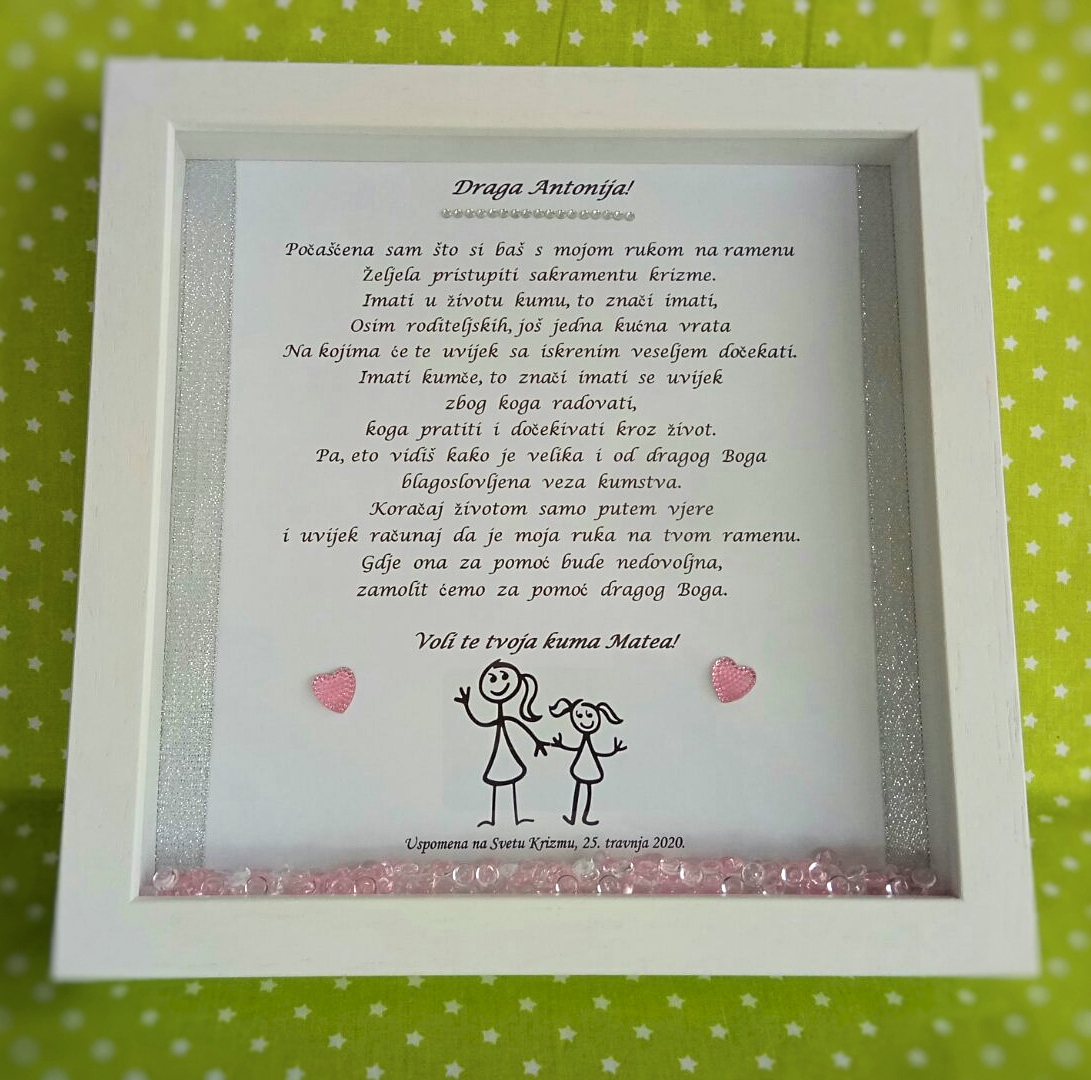 Draga Antonija!
Počašćena sam što si baš s mojom rukom na ramenu
Željela pristupiti sakramentu krizme.
Imati u životu kumu, to znači imati,
Osim roditeljskih, još jedna kućna vrata
Na kojima će te uvijek sa iskrenim veseljem dočekati.
Imati kumče, to znači imati se uvijek
zbog koga radovati,
koga pratiti i dočekivati kroz život.
Pa, eto vidiš kako je velika i od dragog Boga
blagoslovljena veza kumstva.
Koračaj životom samo putem vjere
i uvijek računaj da je moja ruka na tvom ramenu.
Gdje ona za pomoć bude nedovoljna,
zamolit ćemo za pomoć dragog Boga.
Voli te tvoja kuma Matea!
Uspomena na Svetu Krizmu, 25. travnja 2020.